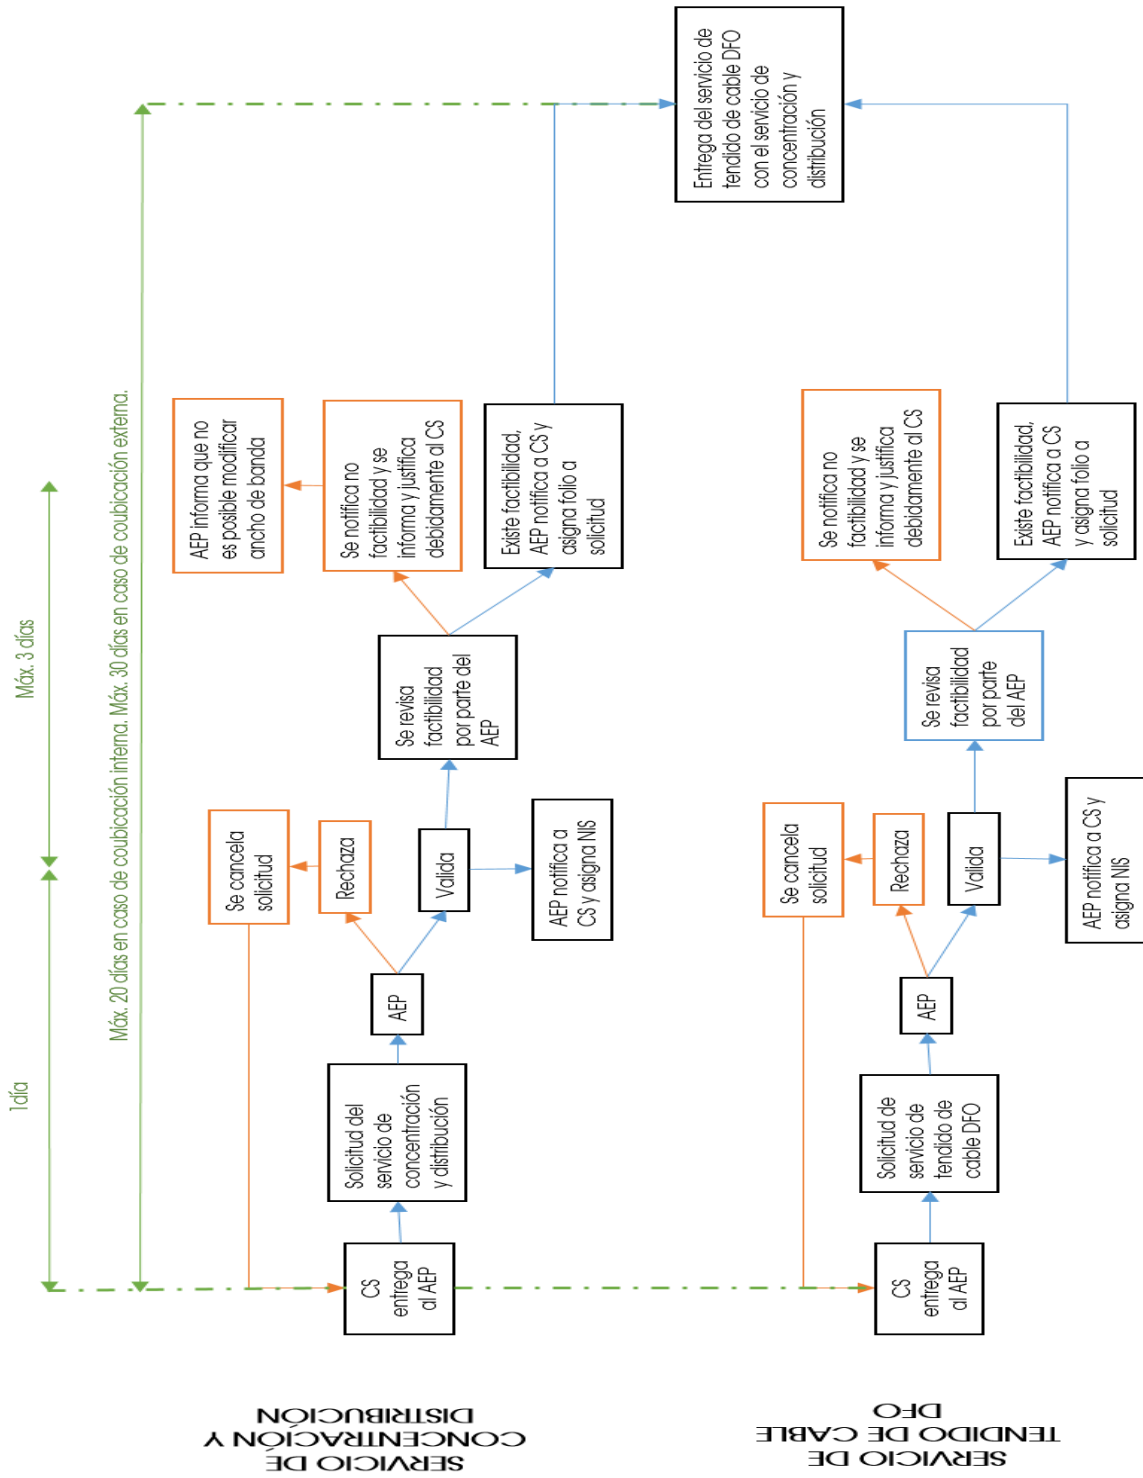 1día
Máx. 3 días
Máx. 20 días en caso de coubicación interna. Máx. 30 días en caso de coubicación externa.
SERVICIO DE
CONCENTRACIÓN Y
DISTRIBUCIÓN
CS
entrega
al AEP
Solicitud del
servicio de
concentración
y distribución
AEP
Se cancela
solicitud
Rechaza
Valida
AEP notifica a
CS y asigna NIS
Se revisa
factibilidad
por parte del
AEP
AEP informa que no
es posible modificar
ancho de banda
Se notifica no
factibilidad y se
informa y justifica
debidamente al CS
Existe factibilidad,
AEP notifica a CS y
asigna folio a
solicitud
Entrega del servicio de
tendido de cable DFO
con el servicio de
concentración y
distribución
SERVICIO DE
TENDIDO DE CABLE
DFO
CS
entrega
al AEP
Solicitud de
servicio de
tendido de
cable DFO
AEP
Se cancela
solicitud
Rechaza
Valida
AEP notifica a CS y
asigna NIS
Se revisa
factibilidad
por parte
del AEP
Se notifica no
factibilidad y se
informa y justifica
debidamente al CS
Existe factibilidad,
AEP notifica a CS
y asigna folio a
solicitud